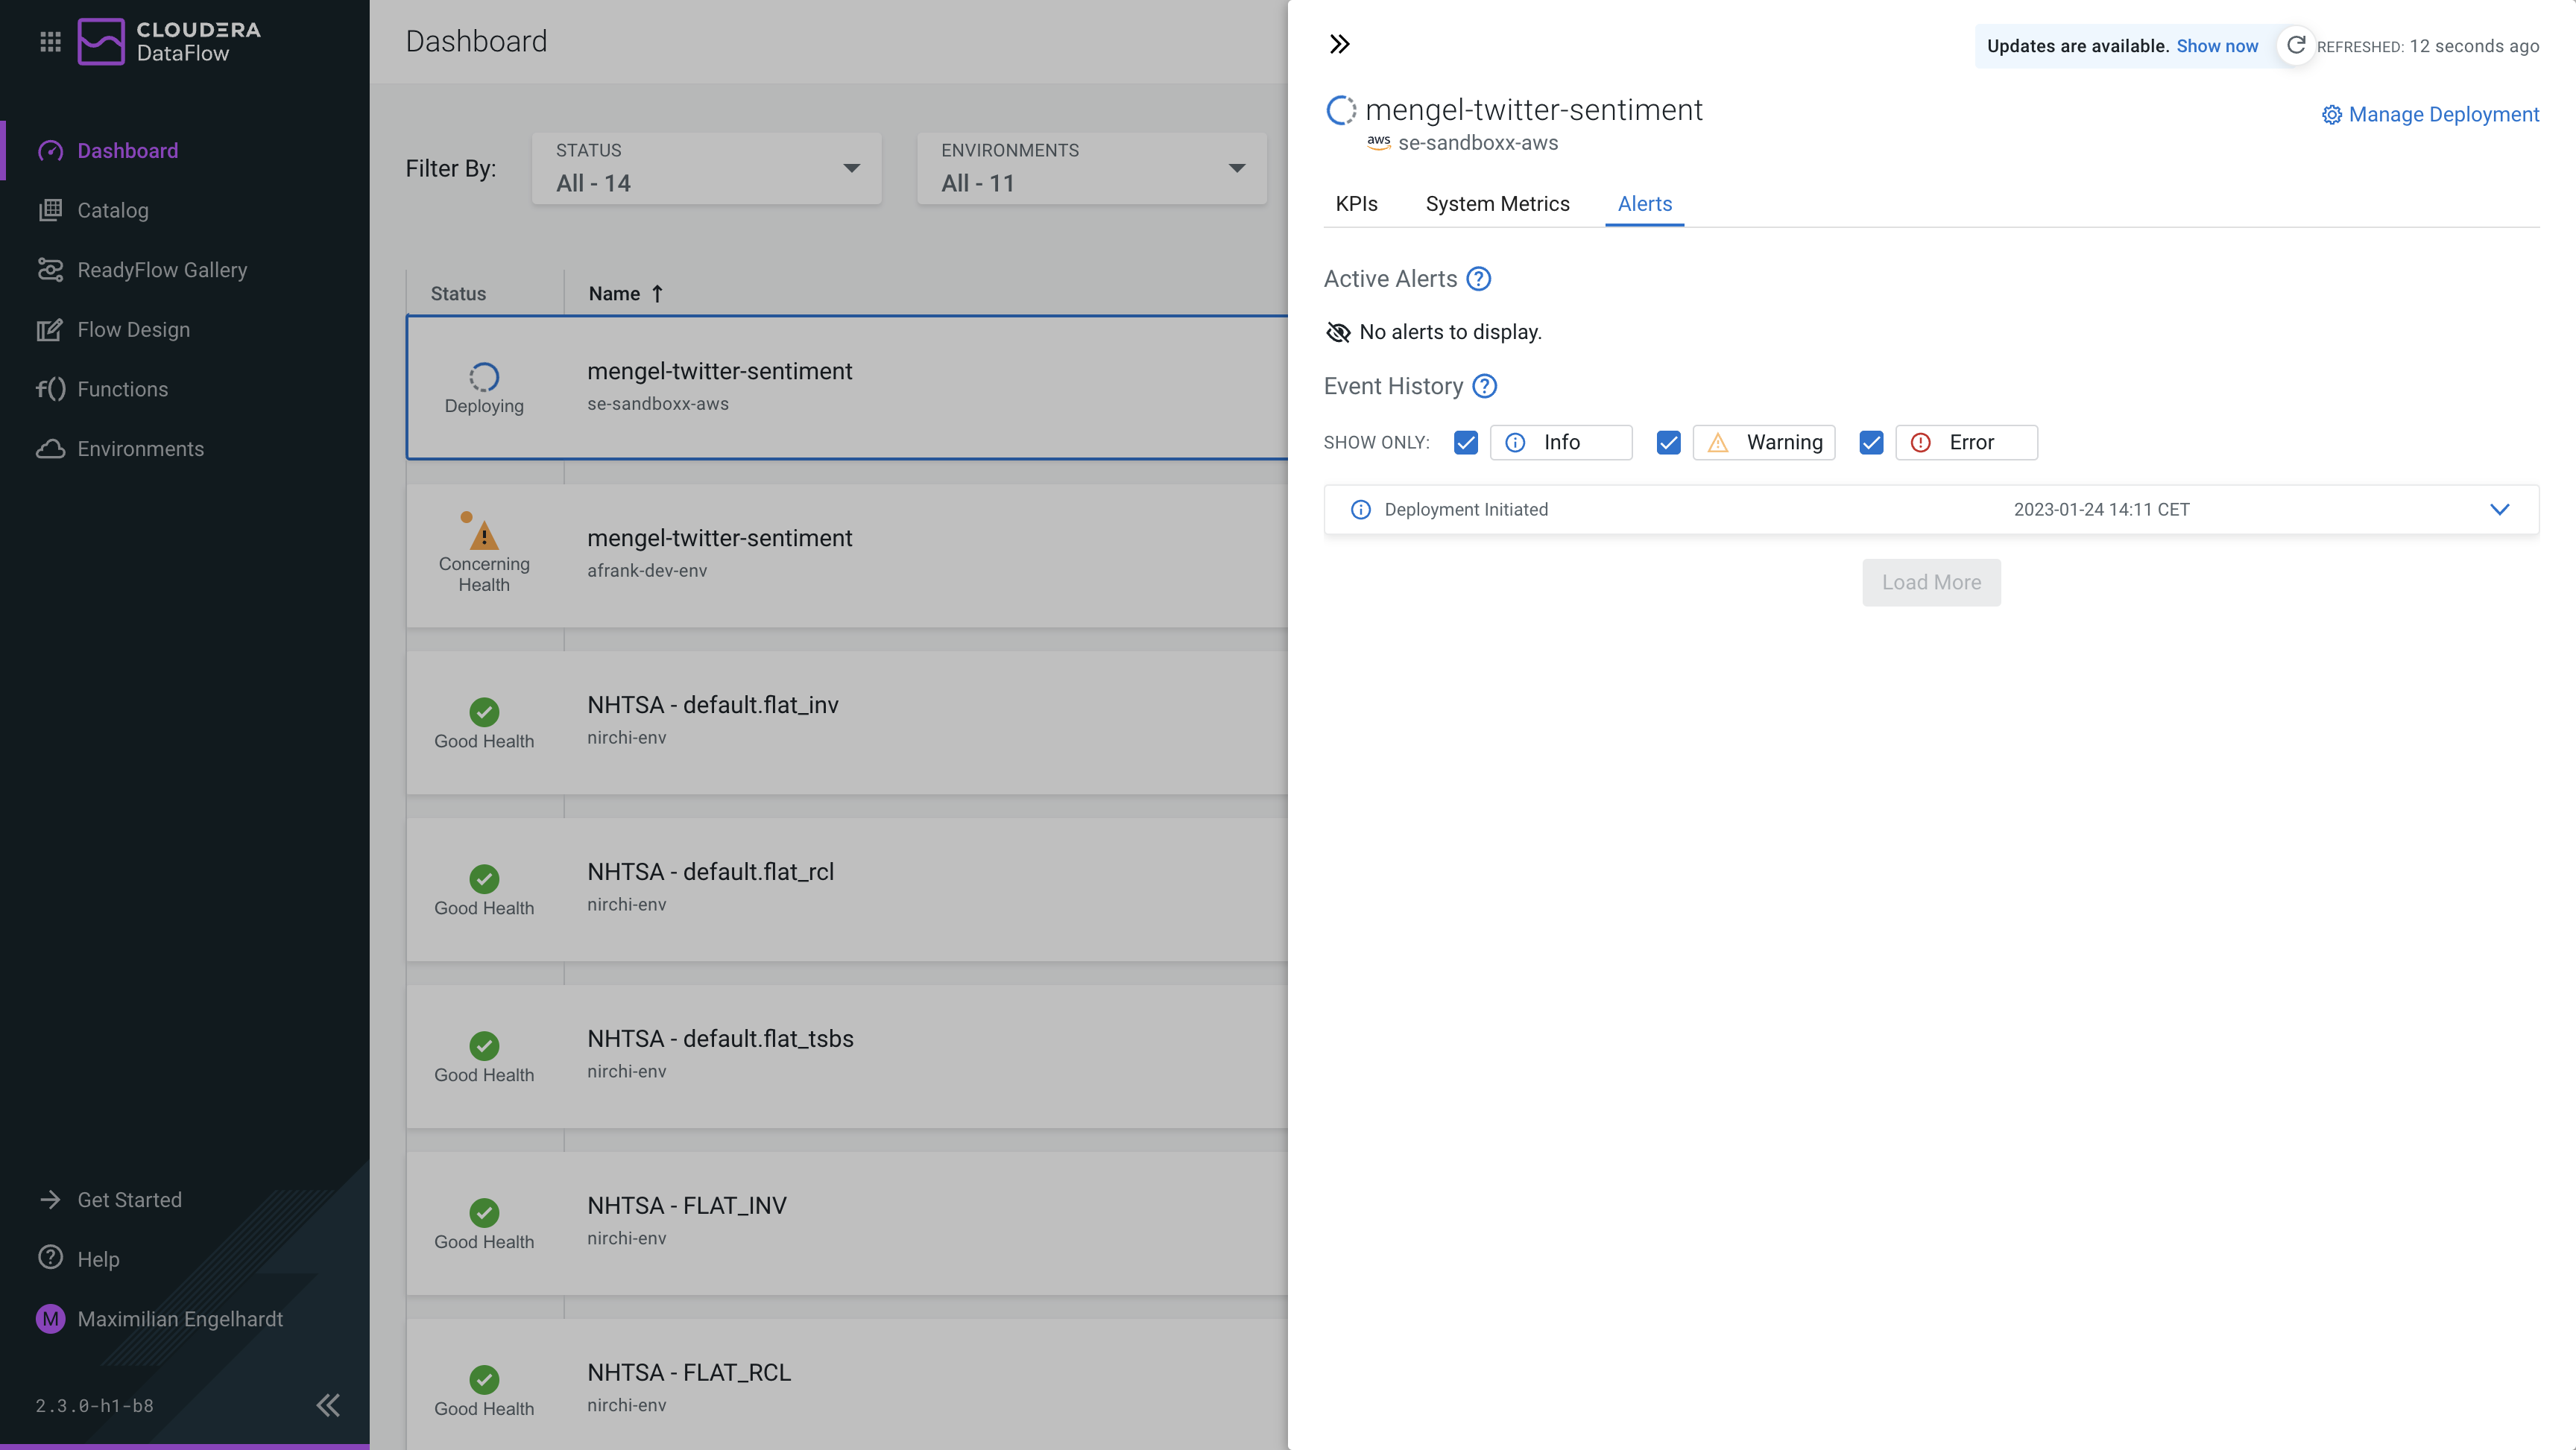 CLOUDERA
DataFlow
Dashboard
Catalog
ReadyFlow Gallery
Flow Design
f() Functions
Environments
Get Started
Help
M Maximilian Engelhardt
2.3.0-h1-b8
Dashboard
Filter By:
STATUS
All - 14
ENVIRONMENTS
All - 11
Status Name
Deploying
mengel-twitter-sentiment
se-sandboxx-aws
Concerning
Health
mengel-twitter-sentiment
afrank-dev-env
Good Health
NHTSA - default.flat_inv
nirchi-env
Good Health
NHTSA - default.flat_rcl
nirchi-env
Good Health
NHTSA - default.flat_tsbs
nirchi-env
Good Health
NHTSA - FLAT_INV
nirchi-env
Good Health
NHTSA - FLAT_RCL
nirchi-env
Updates are available. Show now
REFRESHED: 12 seconds ago
mengel-twitter-sentiment
aws se-sandboxx-aws
Manage Deployment
KPIs System Metrics Alerts
Active Alerts
No alerts to display.
Event History
SHOW ONLY: Info Warning Error
Deployment Initiated 2023-01-24 14:11 CET
Load More